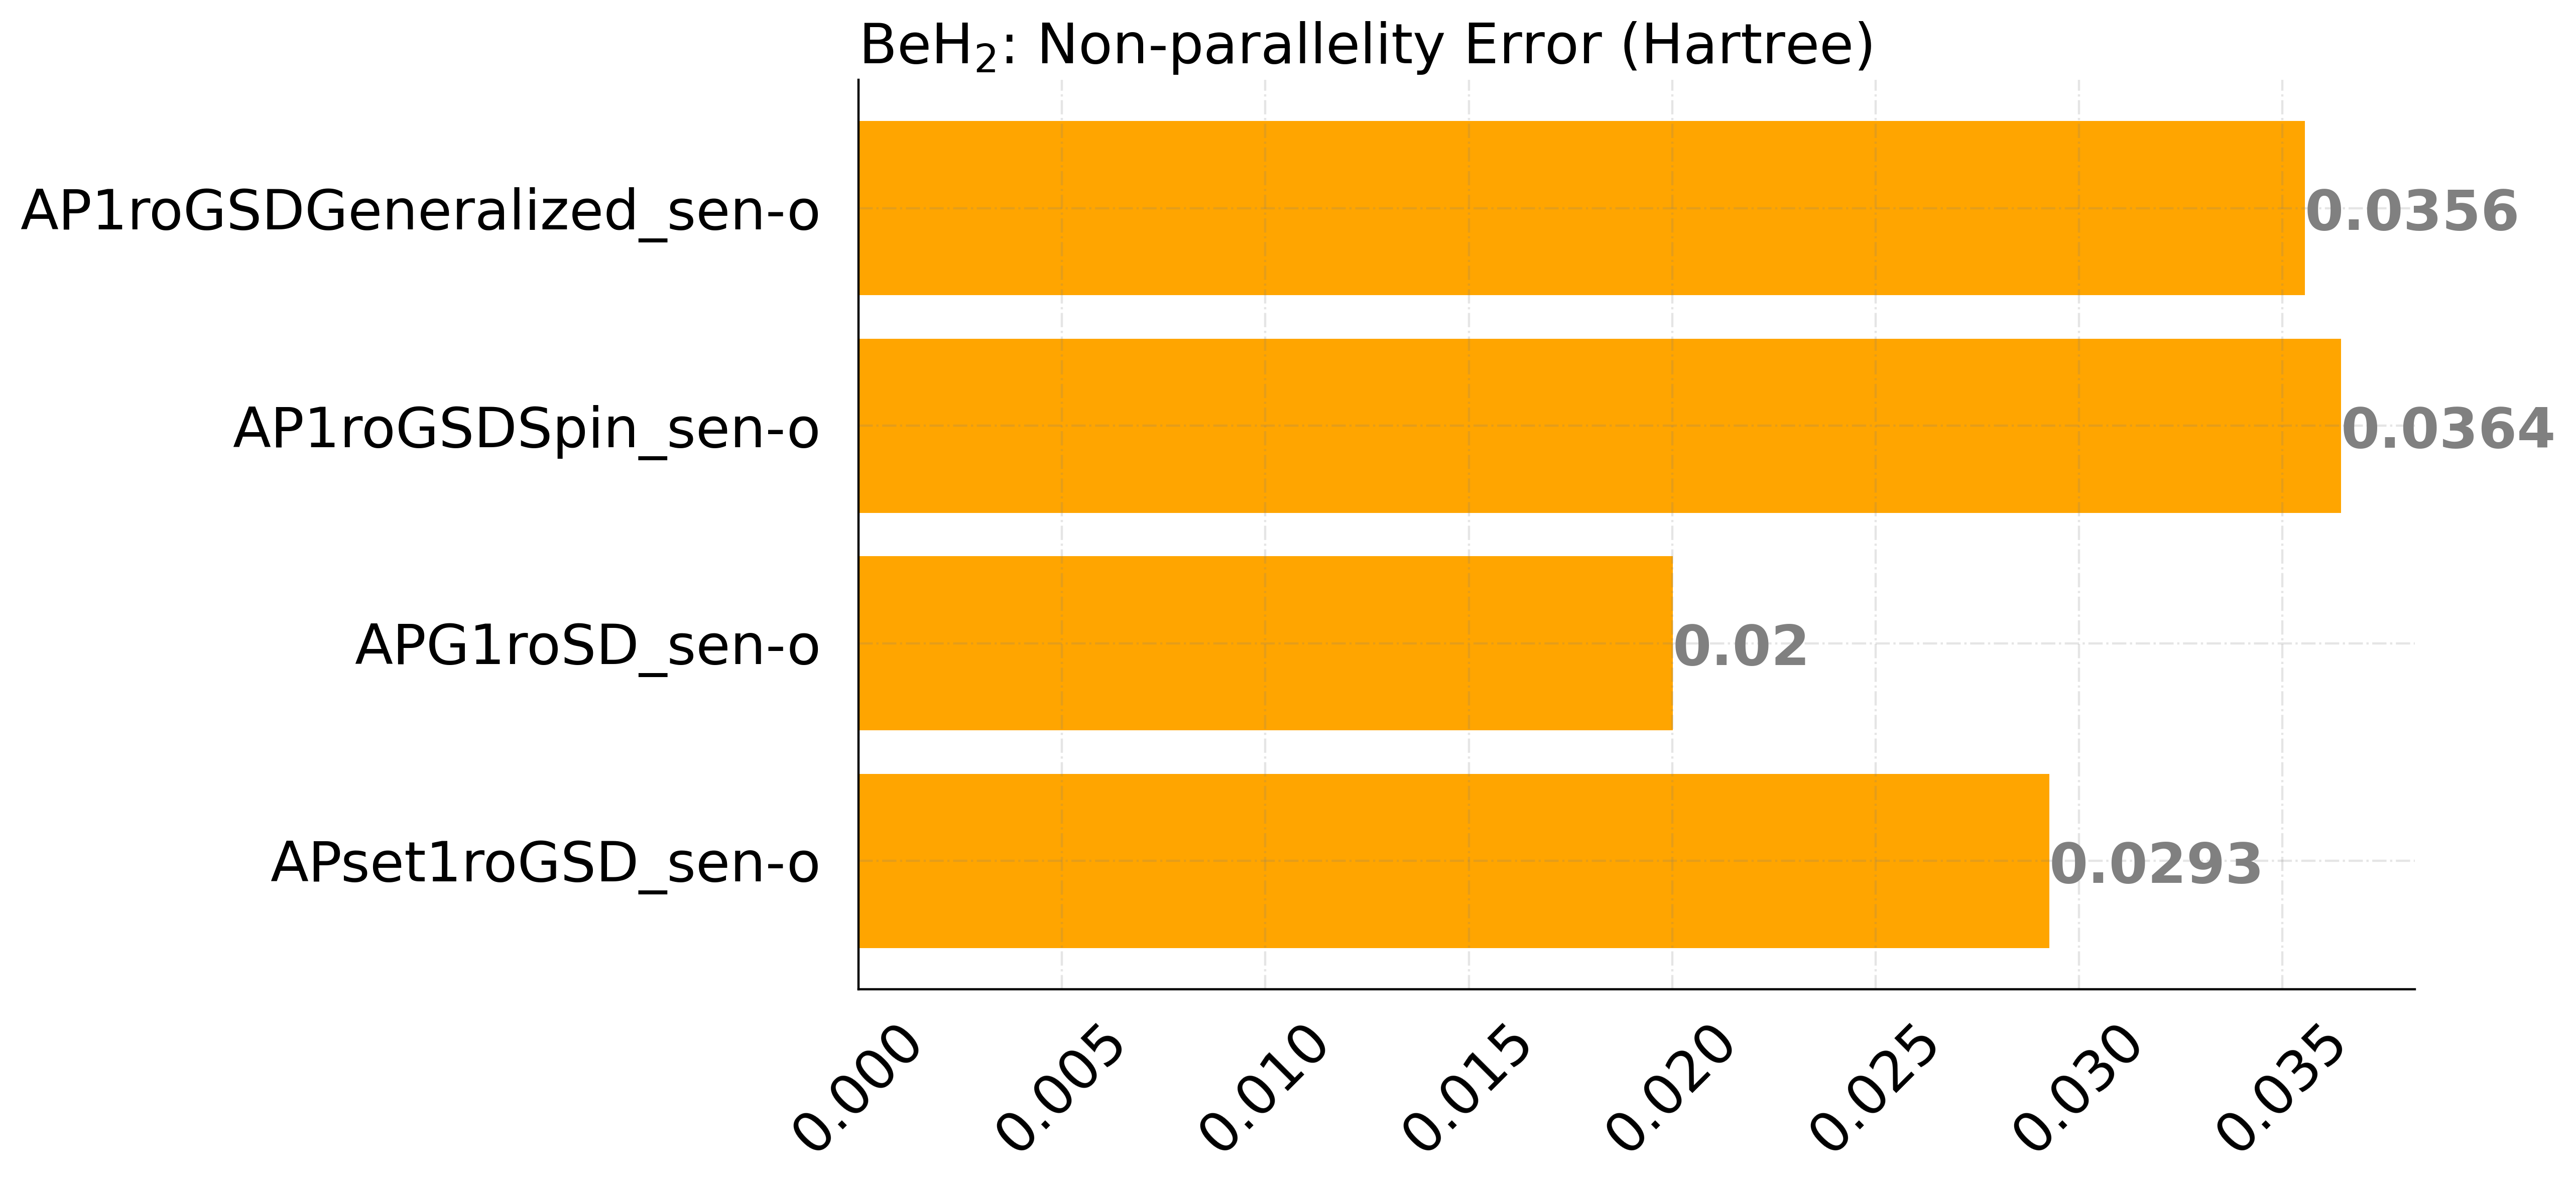 BeH₂: Non-parallelity Error (Hartree)
AP1roGSDGeneralized_sen-o
0.0356
AP1roGSDSpin_sen-o
0.0364
APG1roSD_sen-o
0.02
APset1roGSD_sen-o
0.0293
0.000
0.005
0.010
0.015
0.020
0.025
0.030
0.035